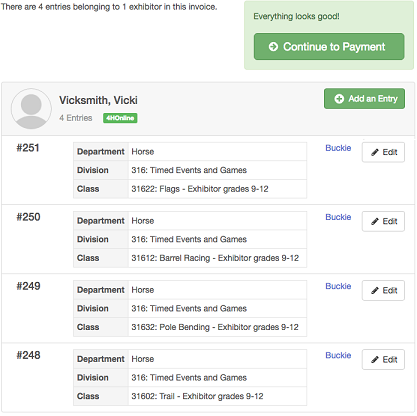 There are 4 entries belonging to 1 exhibitor in this invoice.
Everything looks good!
Continue to Payment
Vicksmith, Vicki
4 Entries 4HOnline
Add an Entry
#251
Department Horse
Division 316: Timed Events and Games
Class 31622: Flags - Exhibitor grades 9-12
Buckie
Edit
#250
Department Horse
Division 316: Timed Events and Games
Class 31612: Barrel Racing - Exhibitor grades 9-12
Buckie
Edit
#249
Department Horse
Division 316: Timed Events and Games
Class 31632: Pole Bending - Exhibitor grades 9-12
Buckie
Edit
#248
Department Horse
Division 316: Timed Events and Games
Class 31602: Trail - Exhibitor grades 9-12
Buckie
Edit